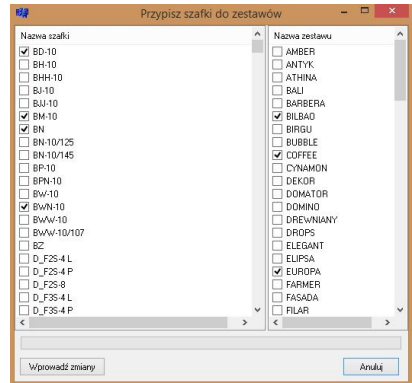 Przypisz szafki do zestawów
Nazwa szafki
BD-10
BH-10
BHH-10
BJ-10
BJJ-10
BM-10
BN
BN-10/125
BN-10/145
BP-10
BPN-10
BW-10
BWN-10
BWW-10
BWW-10/107
BZ
D_F2S-4 L
D_F2S-4 P
D_F2S-8
D_F3S-4 L
D_F3S-4 P
Nazwa zestawu
AMBER
ANTYK
ATHINA
BALI
BARBERA
BILBAO
BIRGU
BUBBLE
COFFEE
CYNAMON
DEKOR
DOMATOR
DOMINO
DREWNIANY
DROPS
ELEGANT
ELIPSA
EUROPA
FARMER
FASADA
FILAR
Wprowadź zmiany
Anuluj